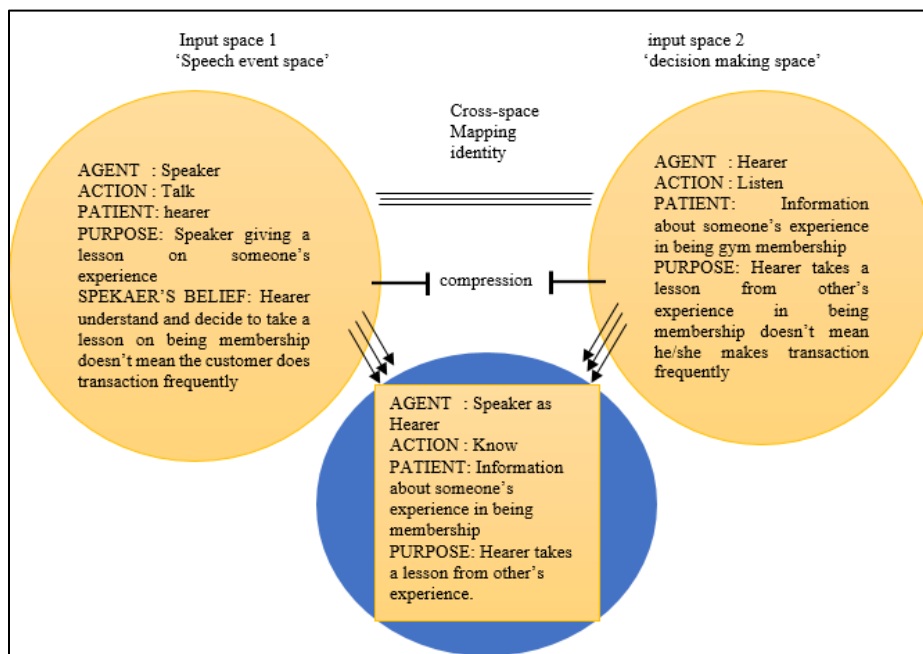 Input space 1
‘Speech event space’
input space 2
‘decision making space’
Cross-space
Mapping
identity
AGENT : Speaker
ACTION : Talk
PATIENT: hearer
PURPOSE: Speaker giving a
lesson on someone’s
experience
SPEKAER’S BELIEF: Hearer
understand and decide to take a
lesson on being membership
doesn’t mean the customer does
transaction frequently
compression
AGENT : Hearer
ACTION : Listen
PATIENT: Information
about someone’s experience
in being gym membership
PURPOSE: Hearer takes a
lesson from other’s
experience in being
membership doesn’t mean
he/she makes transaction
frequently
AGENT : Speaker as
Hearer
ACTION : Know
PATIENT: Information
about someone’s
experience in being
membership
PURPOSE: Hearer takes
a lesson from other’s
experience.